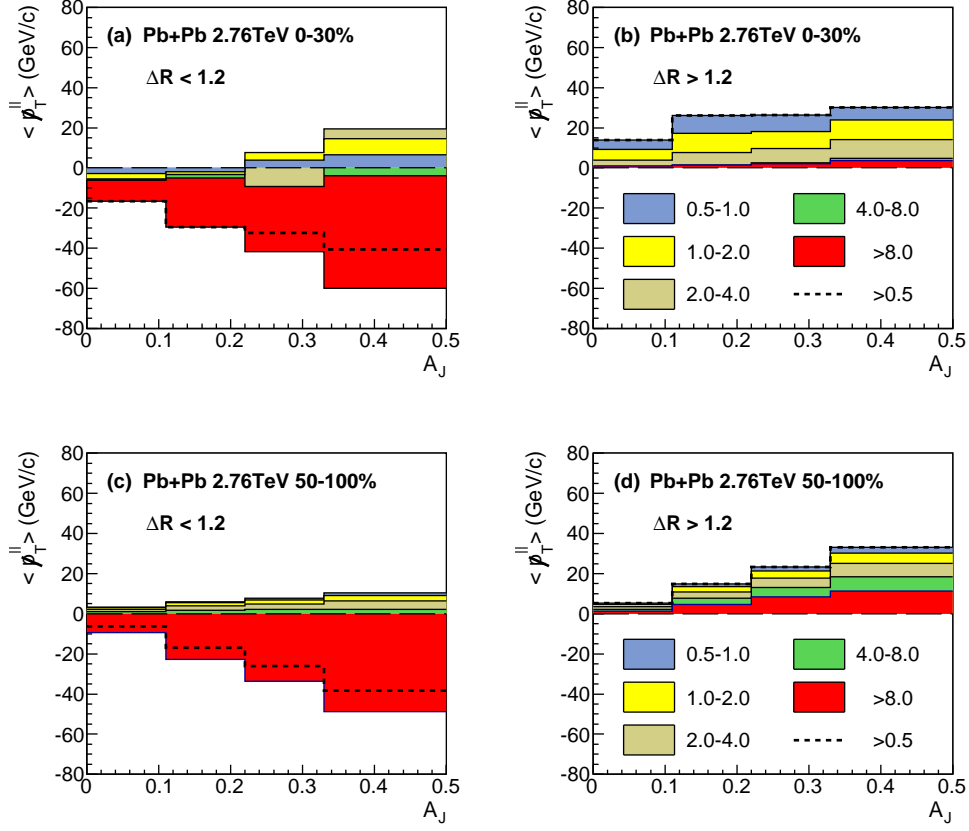 (a) Pb+Pb 2.76TeV 0-30%
ΔR < 1.2
< p̸_T^|| > (GeV/c)
80
60
40
20
0
-20
-40
-60
-80
0 0.1 0.2 0.3 0.4 0.5
A_J
(b) Pb+Pb 2.76TeV 0-30%
ΔR > 1.2
< p̸_T^|| > (GeV/c)
80
60
40
20
0
-20
-40
-60
-80
0.5-1.0 4.0-8.0
1.0-2.0 >8.0
2.0-4.0 >0.5
0 0.1 0.2 0.3 0.4 0.5
A_J
(c) Pb+Pb 2.76TeV 50-100%
ΔR < 1.2
< p̸_T^|| > (GeV/c)
80
60
40
20
0
-20
-40
-60
-80
0 0.1 0.2 0.3 0.4 0.5
A_J
(d) Pb+Pb 2.76TeV 50-100%
ΔR > 1.2
< p̸_T^|| > (GeV/c)
80
60
40
20
0
-20
-40
-60
-80
0.5-1.0 4.0-8.0
1.0-2.0 >8.0
2.0-4.0 >0.5
0 0.1 0.2 0.3 0.4 0.5
A_J